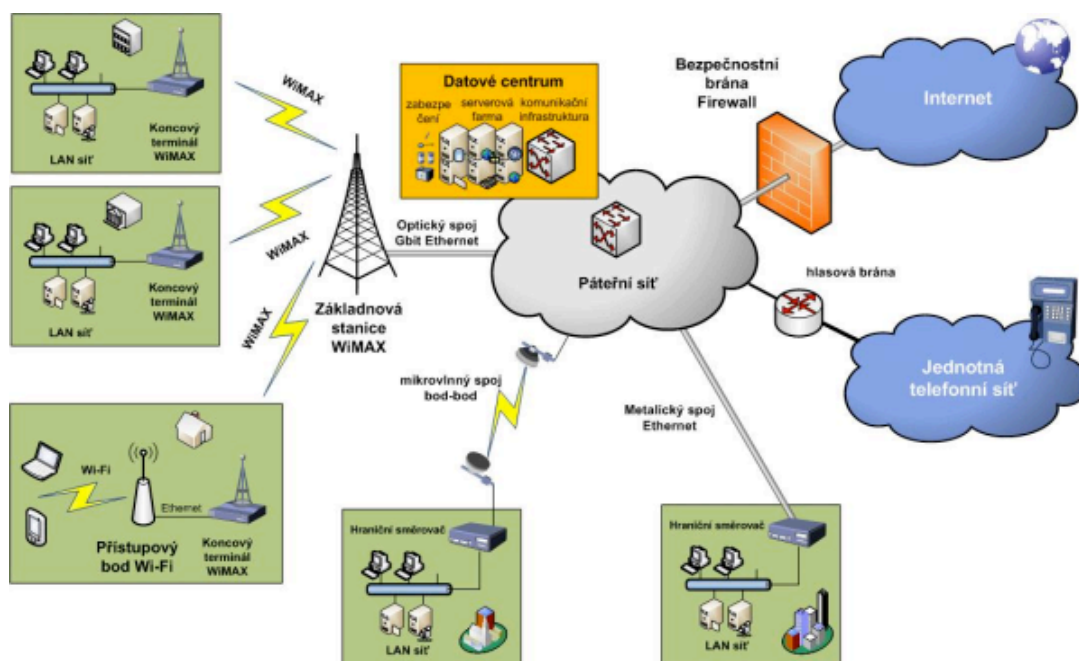 WiMAX
LAN síť
Koncový
terminál
WiMAX
WiMAX
LAN síť
Koncový
terminál
WiMAX
WiMAX
Wi-Fi
Ethernet
Přístupový
bod Wi-Fi
Koncový
terminál
WiMAX
Základnová
stanice
WiMAX
Optický spoj
Gbit Ethernet
Datové centrum
zabezpe
čení
serverová
farma
komunikační
infrastruktura
Páteřní síť
Bezpečnostní
brána
Firewall
Internet
hlasová brána
Jednotná
telefonní síť
mikrovlnný spoj
bod-bod
Metalický spoj
Ethernet
Hraniční směrovač
LAN síť
Hraniční směrovač
LAN síť